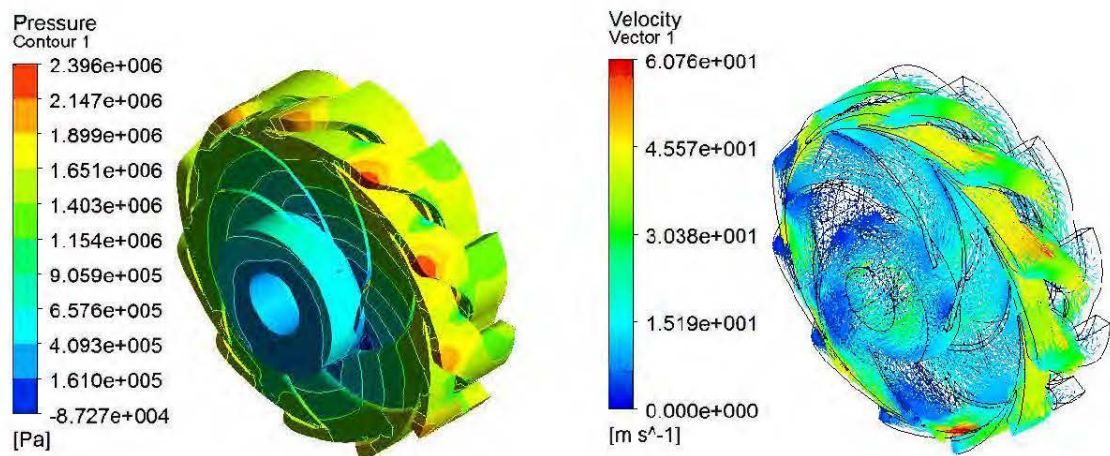 Pressure
Contour 1
2.396e+006
2.147e+006
1.899e+006
1.651e+006
1.403e+006
1.154e+006
9.059e+005
6.576e+005
4.093e+005
1.610e+005
-8.727e+004
[Pa]
Velocity
Vector 1
6.076e+001
4.557e+001
3.038e+001
1.519e+001
0.000e+000
[m s^-1]